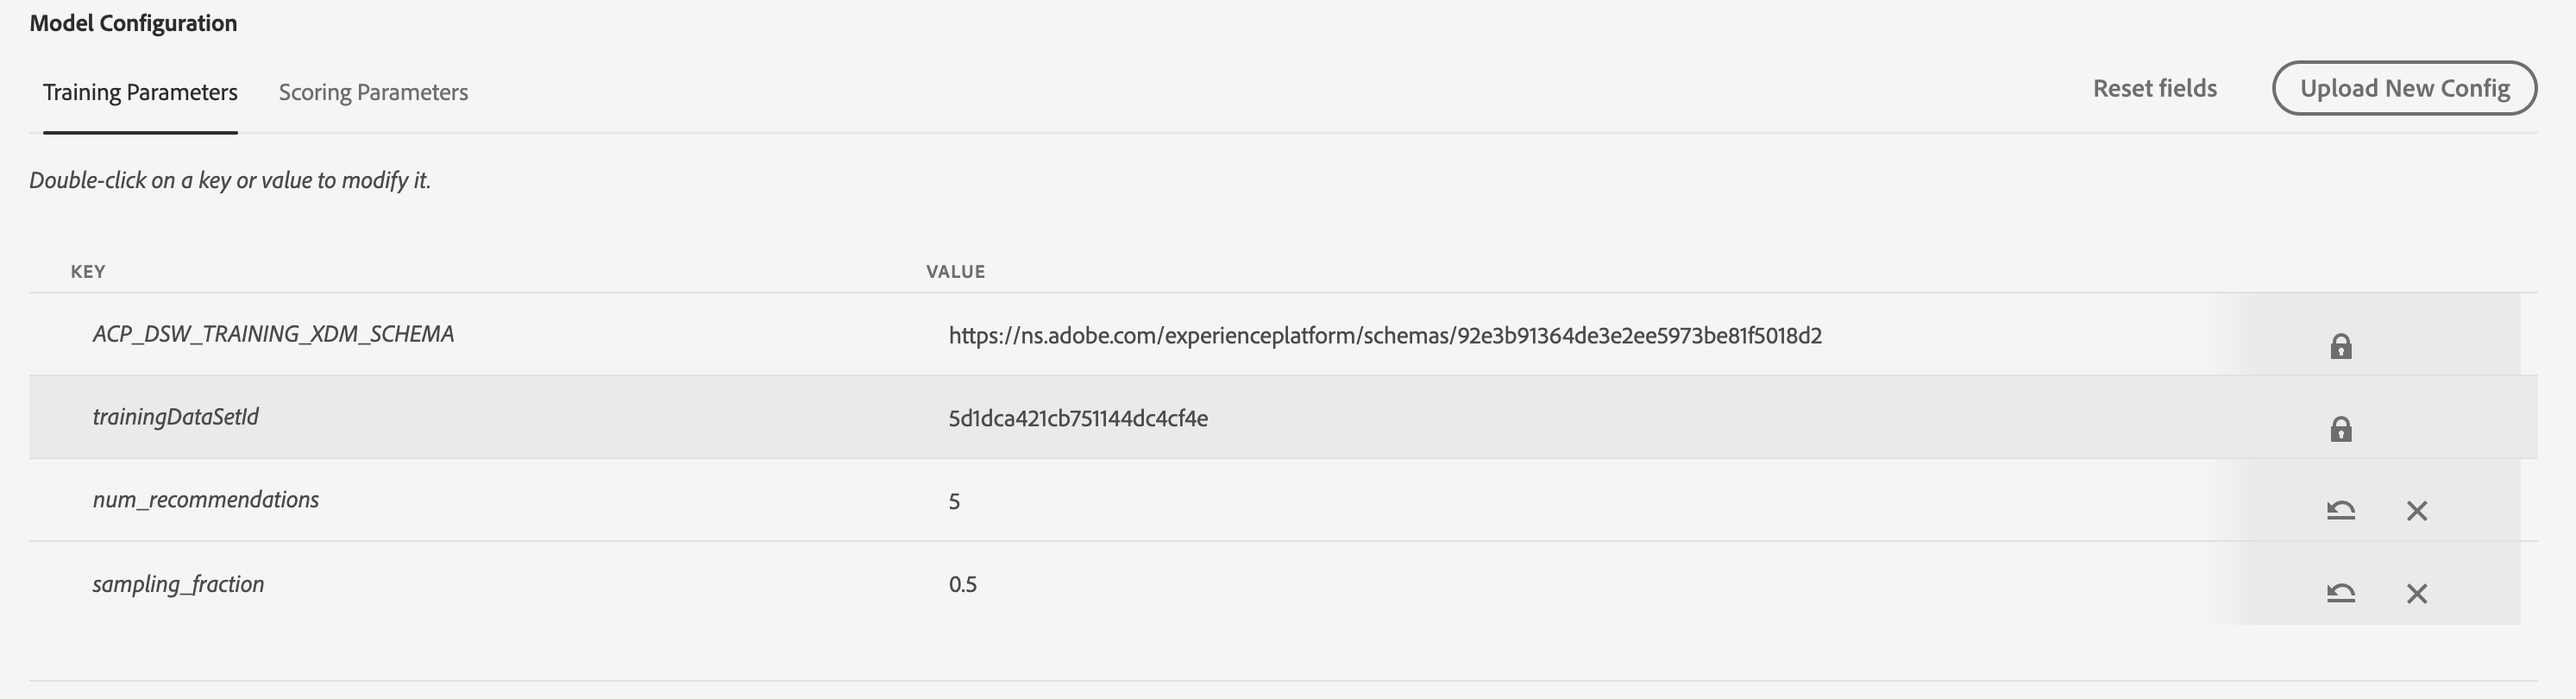 Model Configuration
Training Parameters Scoring Parameters Reset fields Upload New Config
Double-click on a key or value to modify it.
KEY VALUE
ACP_DSW_TRAINING_XDM_SCHEMA https://ns.adobe.com/experienceplatform/schemas/92e3b91364de3e2ee5973be81f5018d2
trainingDataSetId 5d1dca421cb751144dc4cf4e
num_recommendations 5
sampling_fraction 0.5